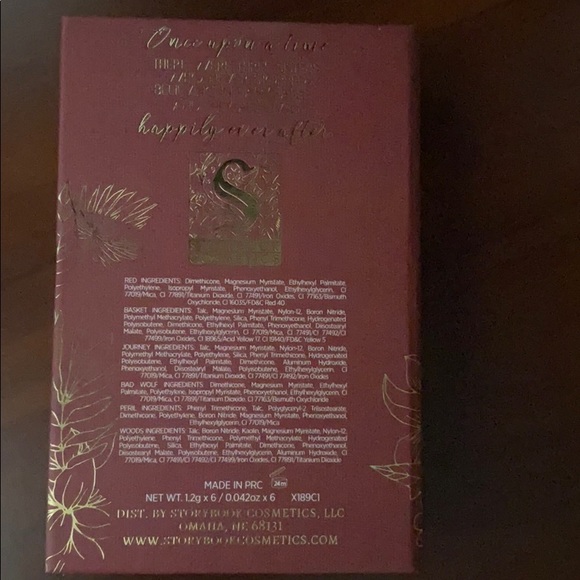 Once upon a time
THERE WERE
happily ever after
S
RED INGREDIENTS: Dimethicone, Magnesium Myristate, Ethylhexyl Palmitate,
Polyethylene, Isopropyl Myristate, Phenoxyethanol, Ethylhexylglycerin, CI
77019/Mica, CI 77891/Titanium Dioxide, CI 77491/Iron Oxides, CI 77163/Bismuth
Oxychloride, CI 16035/FD&C Red 40
BASKET INGREDIENTS: Talc, Magnesium Myristate, Nylon-12, Boron Nitride,
Polymethyl Methacrylate, Polyethylene, Silica, Phenyl Trimethicone, Hydrogenated
Polyisobutene, Dimethicone, Ethylhexyl Palmitate, Phenoxyethanol, Diisostearyl
Malate, Polyisobutene, Ethylhexylglycerin, CI 77019/Mica, CI 77491/CI 77492/CI
77499/Iron Oxides, CI 18965/Acid Yellow 17, CI 19140/FD&C Yellow 5
JOURNEY INGREDIENTS: Talc, Magnesium Myristate, Nylon-12, Boron Nitride,
Polymethyl Methacrylate, Polyethylene, Silica, Phenyl Trimethicone, Hydrogenated
Polyisobutene, Ethylhexyl Palmitate, Dimethicone, Aluminum Hydroxide,
Phenoxyethanol, Diisostearyl Malate, Polyisobutene, Ethylhexylglycerin, CI
77019/Mica, CI 77891/Titanium Dioxide, CI 77491/CI 77492/Iron Oxides
BAD WOLF INGREDIENTS: Dimethicone, Magnesium Myristate, Ethylhexyl
Palmitate, Polyethylene, Isopropyl Myristate, Phenoxyethanol, Ethylhexylglycerin, CI
77019/Mica, CI 77891/Titanium Dioxide, CI 77163/Bismuth Oxychloride
PERIL INGREDIENTS: Phenyl Trimethicone, Talc, Polyglyceryl-2 Triisostearate,
Dimethicone, Polyethylene, Boron Nitride, Magnesium Myristate, Phenoxyethanol,
Ethylhexylglycerin, CI 77019/Mica
WOODS INGREDIENTS: Talc, Boron Nitride, Kaolin, Magnesium Myristate, Nylon-12,
Polyethylene, Phenyl Trimethicone, Polymethyl Methacrylate, Hydrogenated
Polyisobutene, Silica, Ethylhexyl Palmitate, Dimethicone, Phenoxyethanol,
Diisostearyl Malate, Polyisobutene, Ethylhexylglycerin, CI
77019/Mica, CI 77491/CI 77492/CI 77499/Iron Oxides, CI 77891/Titanium Dioxide
MADE IN PRC 24m
NET WT. 1.2g x 6 / 0.042oz x 6 X189C1
DIST. BY STORYBOOK COSMETICS, LLC
OMAHA, NE 68131
WWW.STORYBOOKCOSMETICS.COM